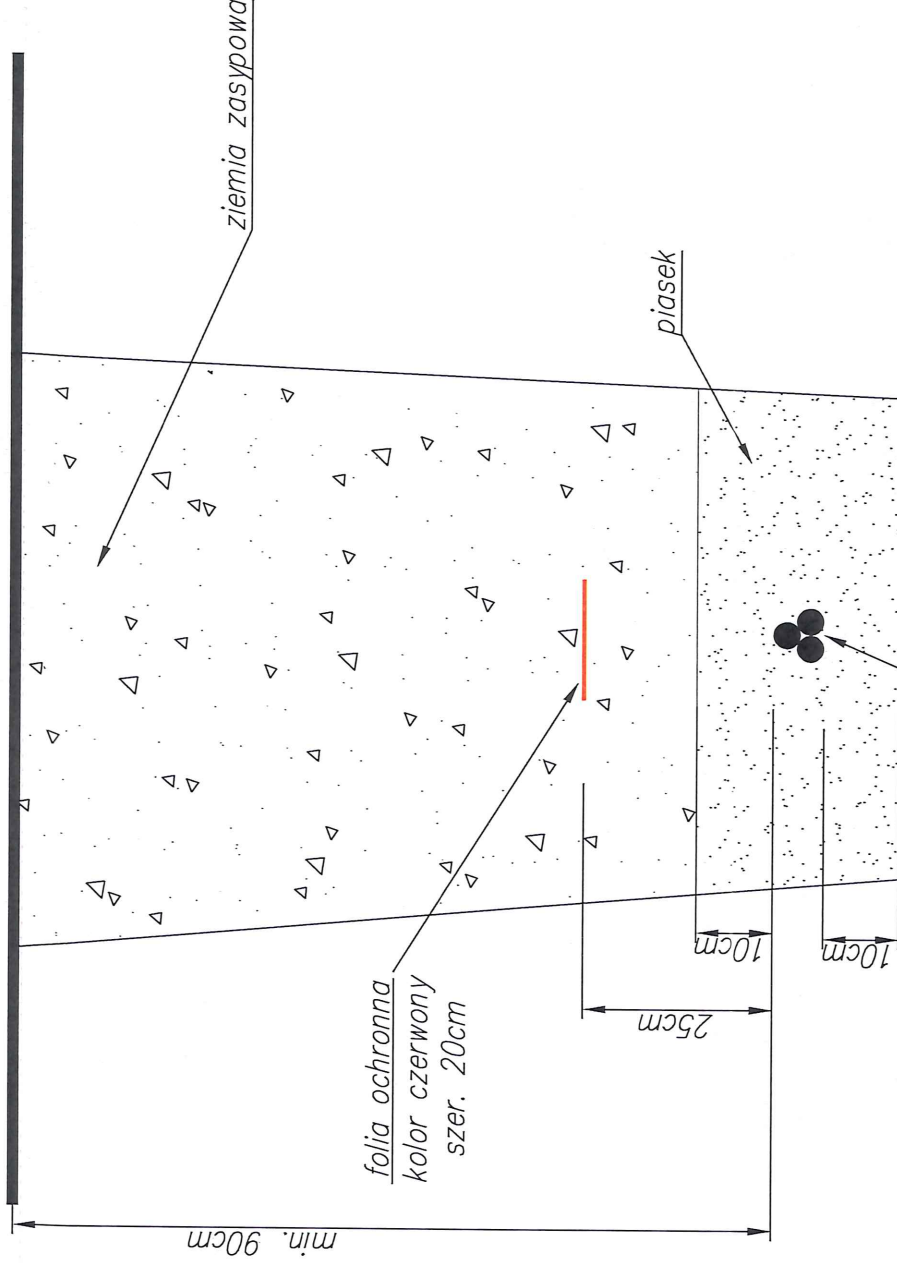 ziemia zasypowa
piasek
folia ochronna
kolor czerwony
szer. 20cm
10cm
10cm
25cm
min. 90cm